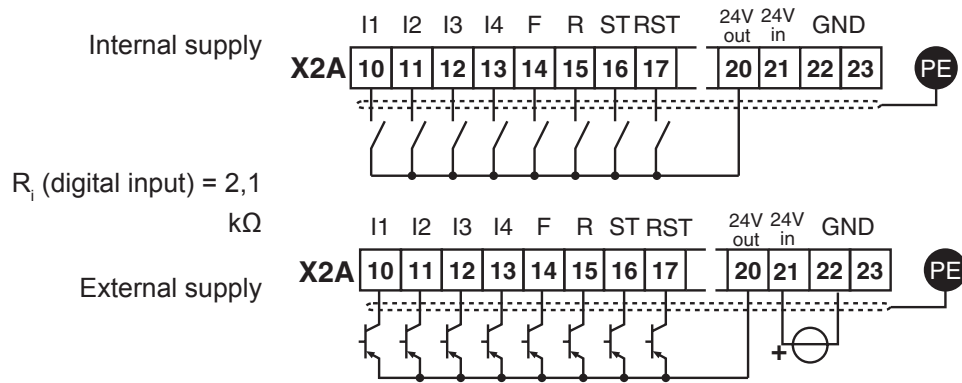 Internal supply
I1 I2 I3 I4 F R ST RST 24V out 24V in GND
X2A 10 11 12 13 14 15 16 17 20 21 22 23 PE
Ri (digital input) = 2,1
kΩ
I1 I2 I3 I4 F R ST RST 24V out 24V in GND
X2A 10 11 12 13 14 15 16 17 20 21 22 23 PE
External supply
+